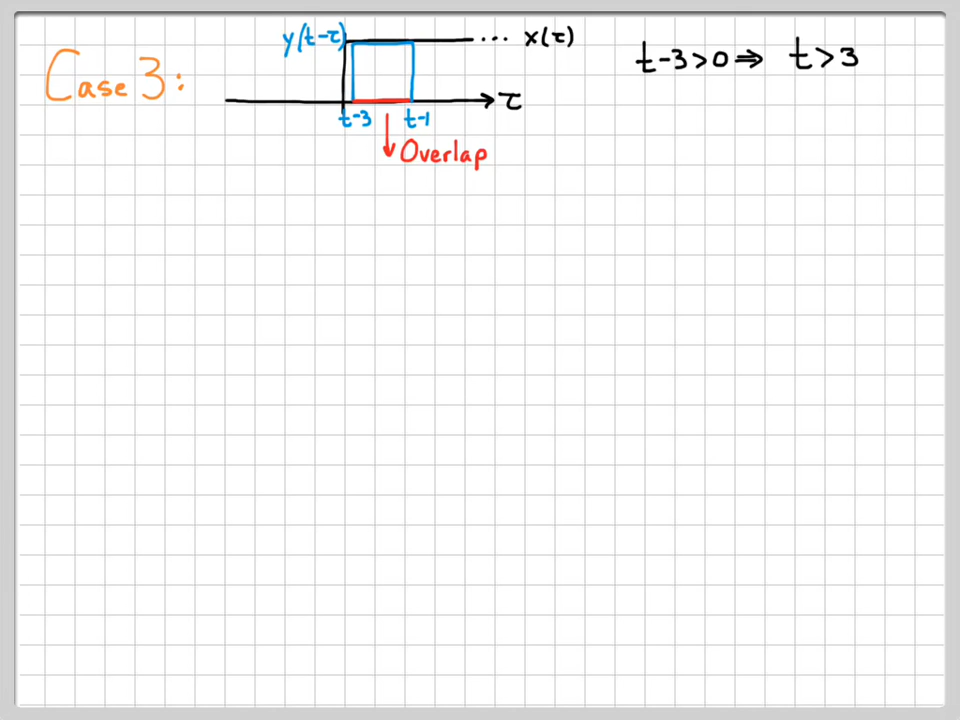 Case 3:
y(t-τ)
... x(τ)
t-3>0 ⇒ t>3
τ
t-3
t-1
Overlap